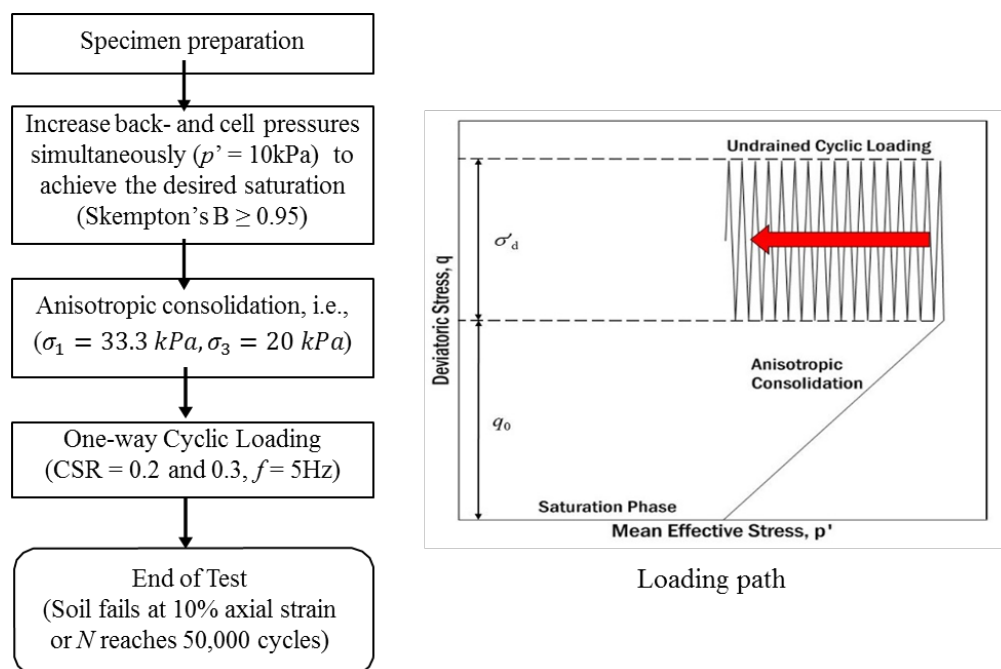 Specimen preparation
Increase back- and cell pressures
simultaneously (p’ = 10kPa) to
achieve the desired saturation
(Skempton’s B ≥ 0.95)
Anisotropic consolidation, i.e.,
(σ₁ = 33.3 kPa, σ₃ = 20 kPa)
One-way Cyclic Loading
(CSR = 0.2 and 0.3, f = 5Hz)
End of Test
(Soil fails at 10% axial strain
or N reaches 50,000 cycles)
Deviatoric Stress, q
Undrained Cyclic Loading
σ'd
Anisotropic
Consolidation
q₀
Saturation Phase
Mean Effective Stress, p'
Loading path